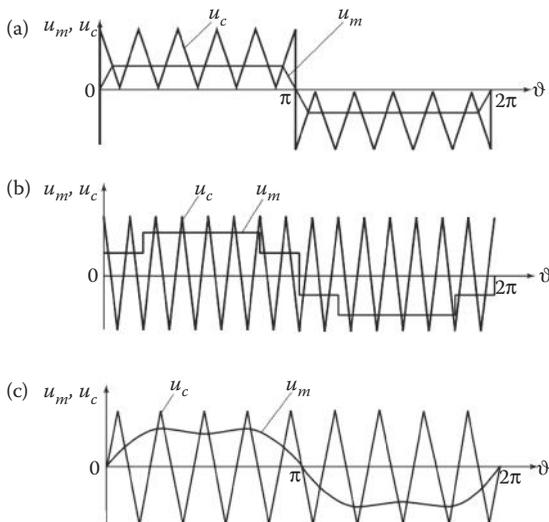 (a) u_m, u_c u_c u_m
0 π 2π ϑ
(b) u_m, u_c u_c u_m
0 2π ϑ
(c) u_m, u_c u_c u_m
0 π 2π ϑ